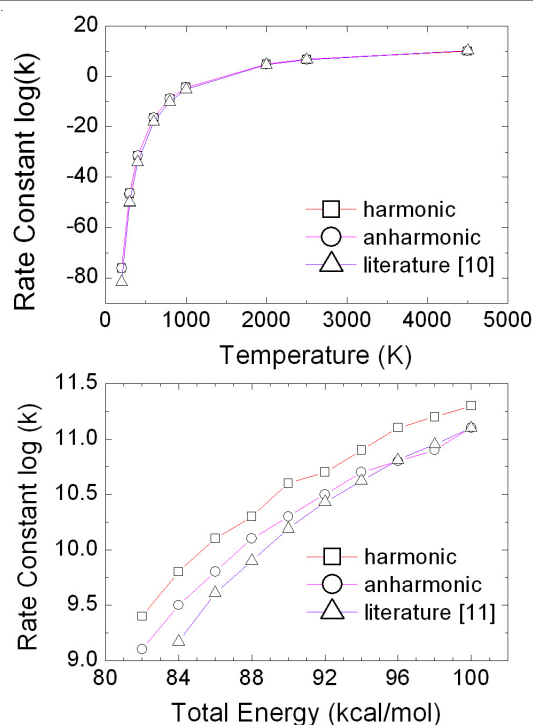 20
0
-20
-40
-60
-80
Rate Constant log(k)
harmonic
anharmonic
literature [10]
0 1000 2000 3000 4000 5000
Temperature (K)
11.5
11.0
10.5
10.0
9.5
9.0
Rate Constant log (k)
harmonic
anharmonic
literature [11]
80 84 88 92 96 100
Total Energy (kcal/mol)